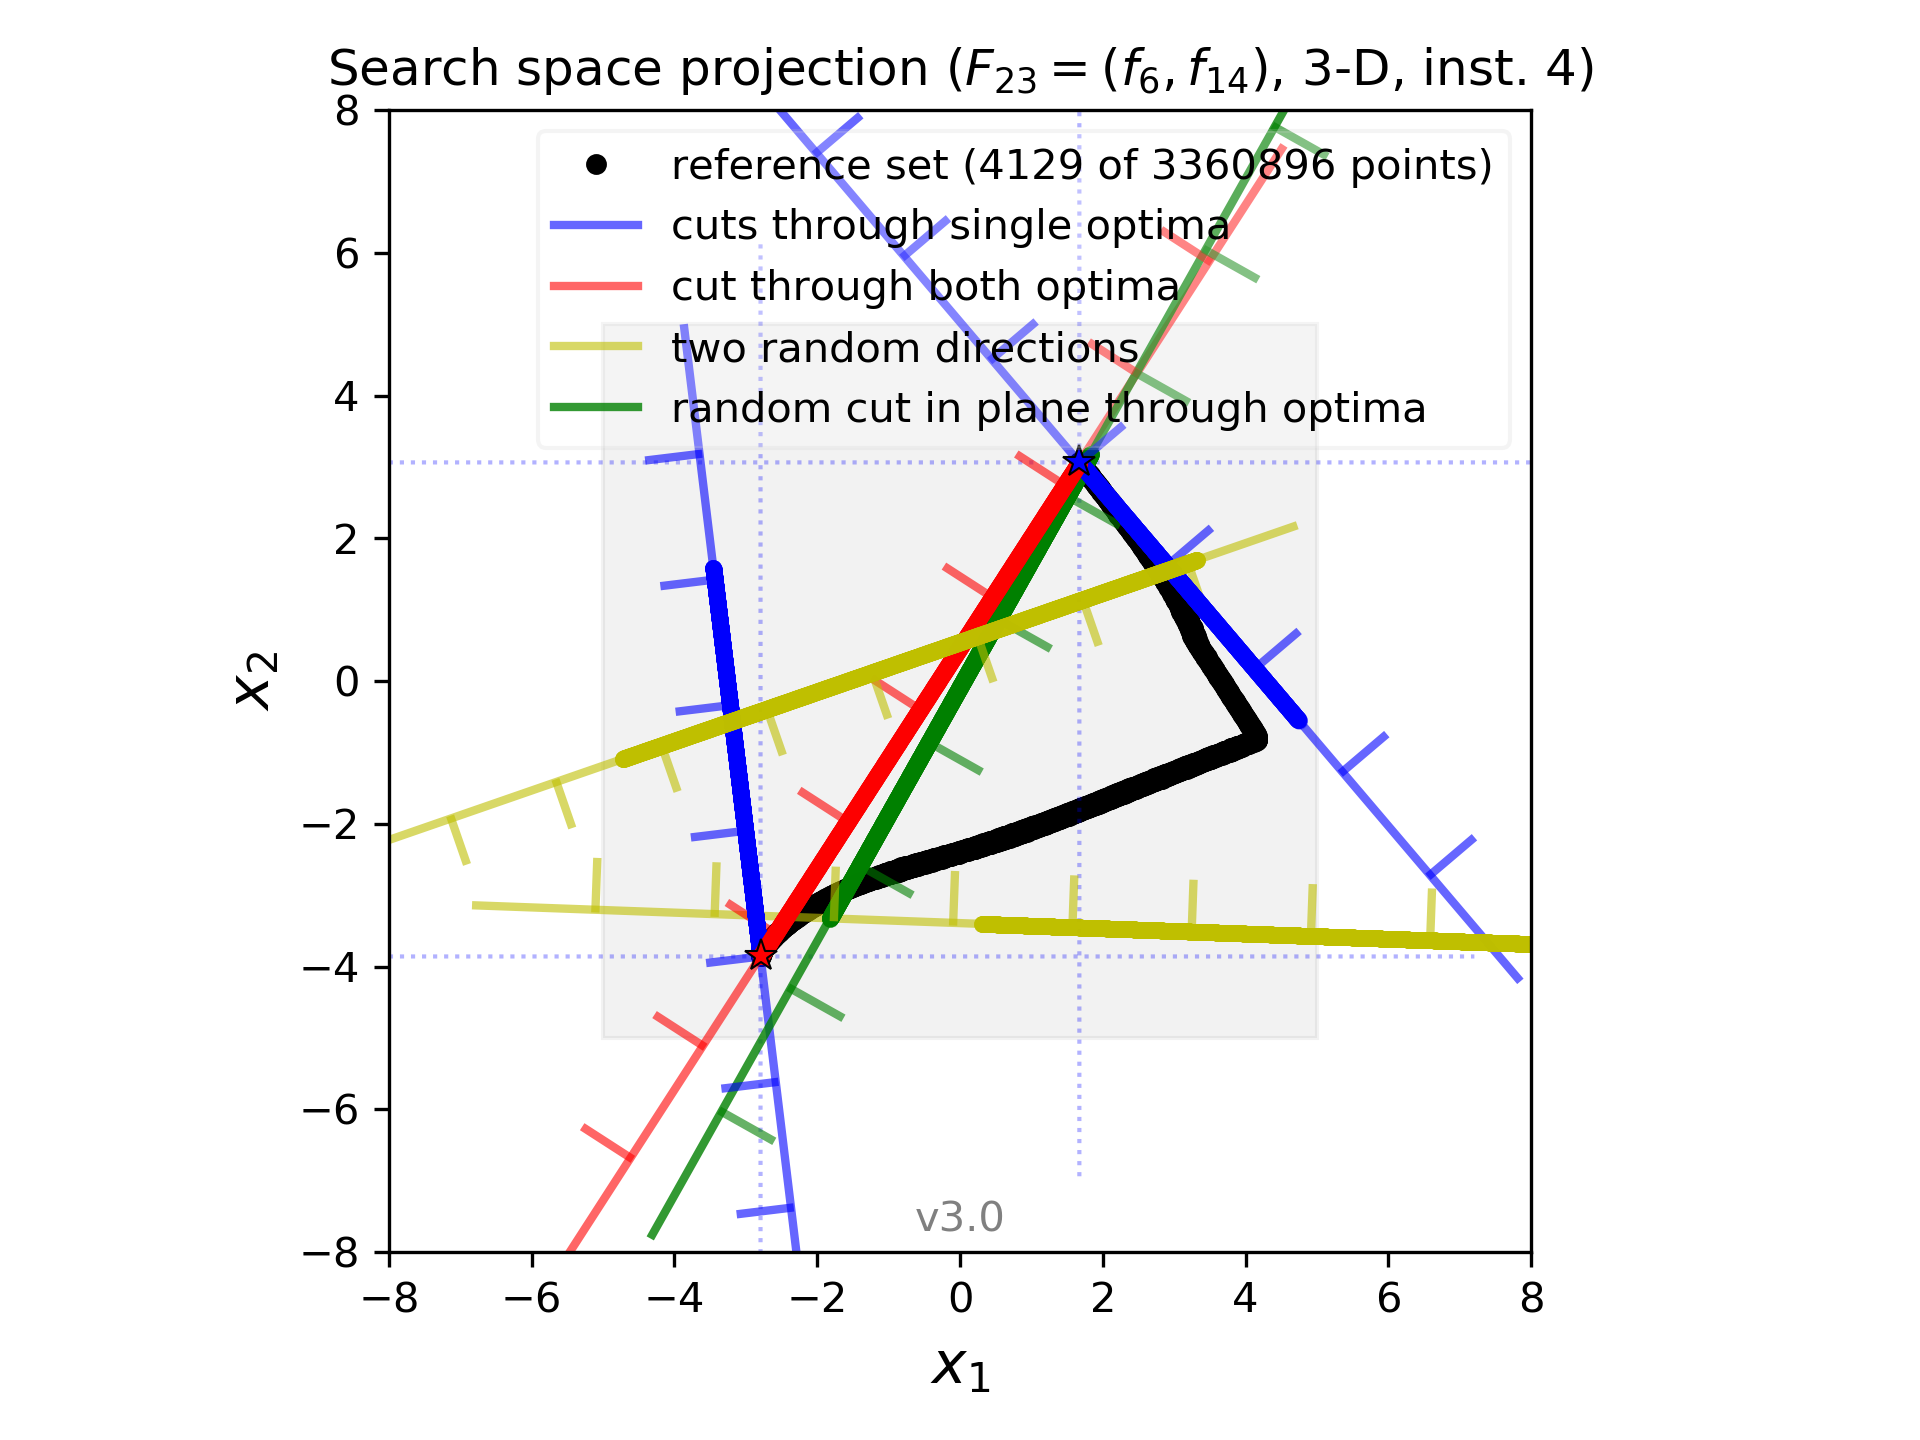 Search space projection (F₂₃ = (f₆, f₁₄), 3-D, inst. 4)
reference set (4129 of 3360896 points)
cuts through single optima
cut through both optima
two random directions
random cut in plane through optima
8
6
4
2
0
−2
−4
−6
−8
x₂
v3.0
−8 −6 −4 −2 0 2 4 6 8
x₁